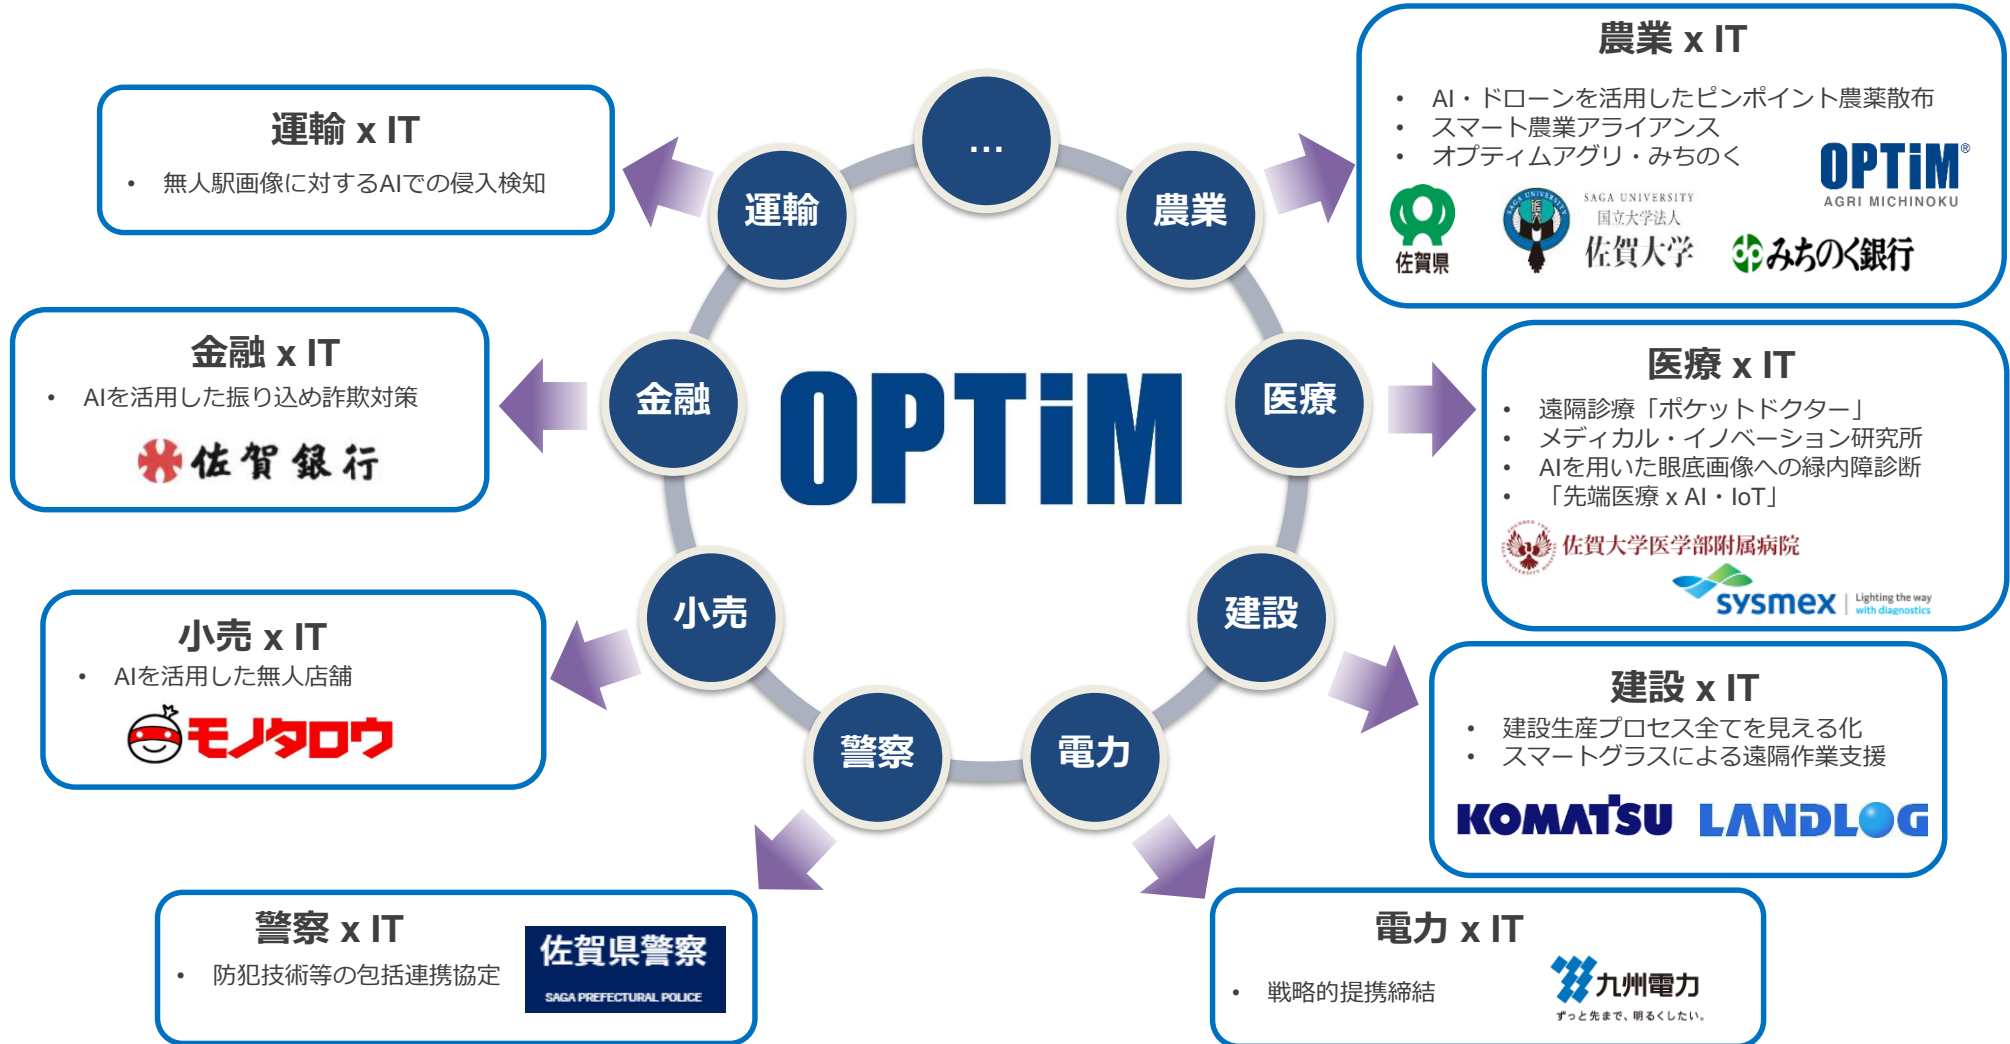 農業 x IT
• AI・ドローンを活用したピンポイント農薬散布
• スマート農業アライアンス
• オプティムアグリ・みちのく
OPTiM®
AGRI MICHINOKU
佐賀県
SAGA UNIVERSITY
国立大学法人
佐賀大学
みちのく銀行
運輸 x IT
• 無人駅画像に対するAIでの侵入検知
...
運輸
農業
金融 x IT
• AIを活用した振り込め詐欺対策
佐賀銀行
金融
OPTiM
医療
医療 x IT
• 遠隔診療「ポケットドクター」
• メディカル・イノベーション研究所
• AIを用いた眼底画像への緑内障診断
• 「先端医療 x AI・IoT」
佐賀大学医学部附属病院
sysmex
Lighting the way
with diagnostics
小売 x IT
• AIを活用した無人店舗
モノタロウ
小売
建設
建設 x IT
• 建設生産プロセス全てを見える化
• スマートグラスによる遠隔作業支援
KOMATSU
LANDLOG
警察
電力
警察 x IT
• 防犯技術等の包括連携協定
佐賀県警察
SAGA PREFECTURAL POLICE
電力 x IT
• 戦略的提携締結
九州電力
ずっと先まで、明るくしたい。